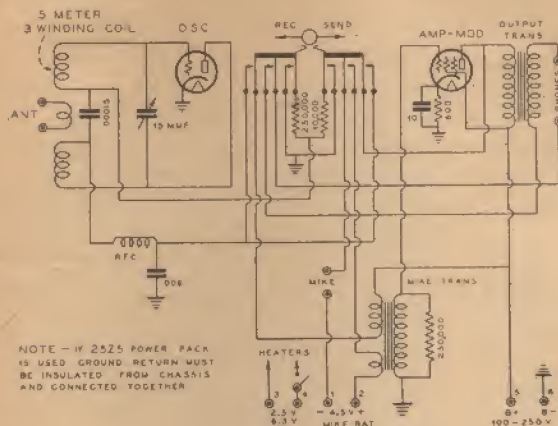 5 METER
3 WINDING COIL
OSC
REC
SEND
AMP-MOD
OUTPUT
TRANS
ANT
.00015
15 MMF
250,000
10,000
10
600
RFC
.006
MIKE
MIKE TRANS
250,000
NOTE - IF 25Z5 POWER PACK
IS USED GROUND RETURN MUST
BE INSULATED FROM CHASSIS
AND CONNECTED TOGETHER
HEATERS
3
4
1
2
5
6
2.5 V
6.3 V
- 4.5V +
MIKE BAT
B+
B-
100-250 V